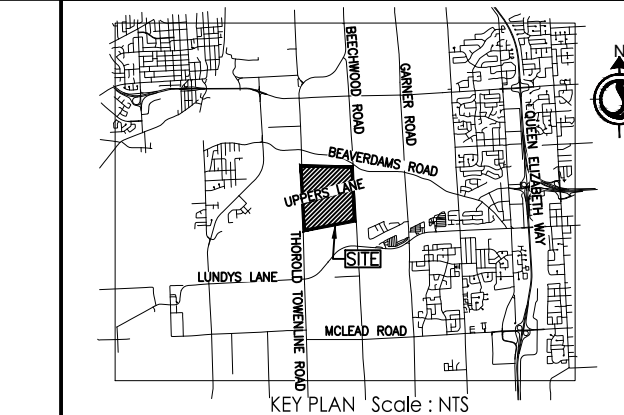 BEECHWOOD ROAD
GARNER ROAD
N
QUEEN ELIZABETH WAY
BEAVERDAMS ROAD
UPPERS LANE
THOROLD TOWENLINE ROAD
SITE
LUNDYS LANE
MCLEAD ROAD
KEY PLAN Scale : NTS